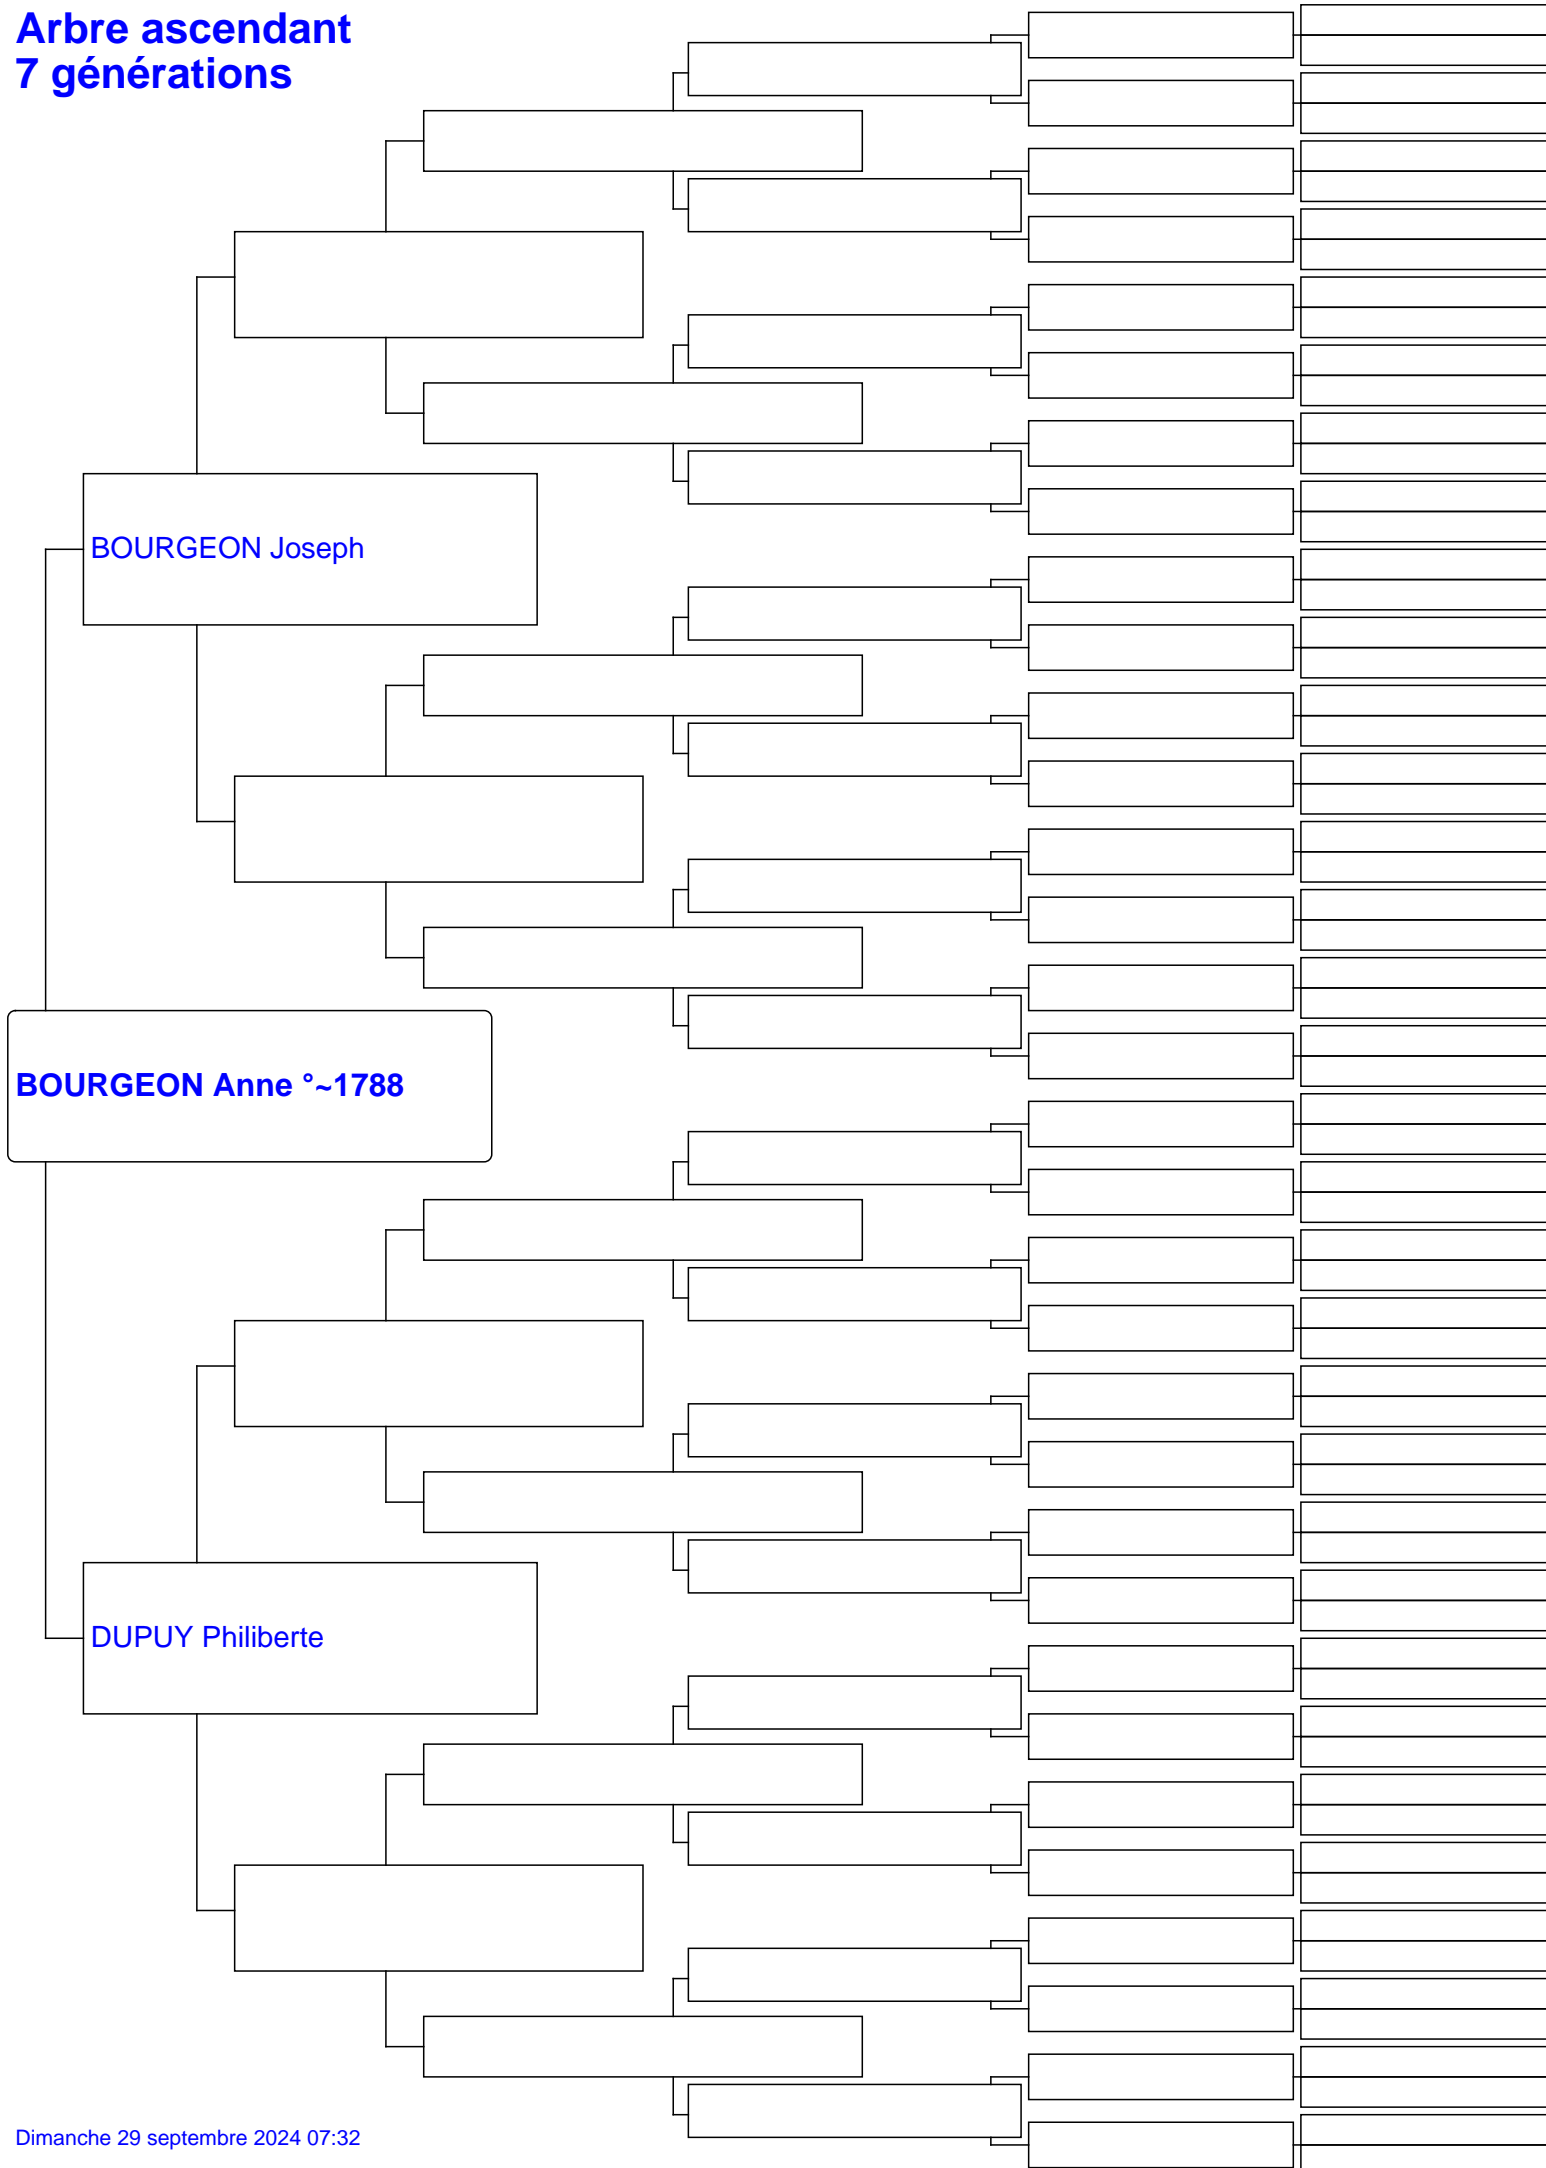 Arbre ascendant
7 générations
BOURGEON Joseph
BOURGEON Anne °~1788
DUPUY Philiberte
Dimanche 29 septembre 2024 07:32